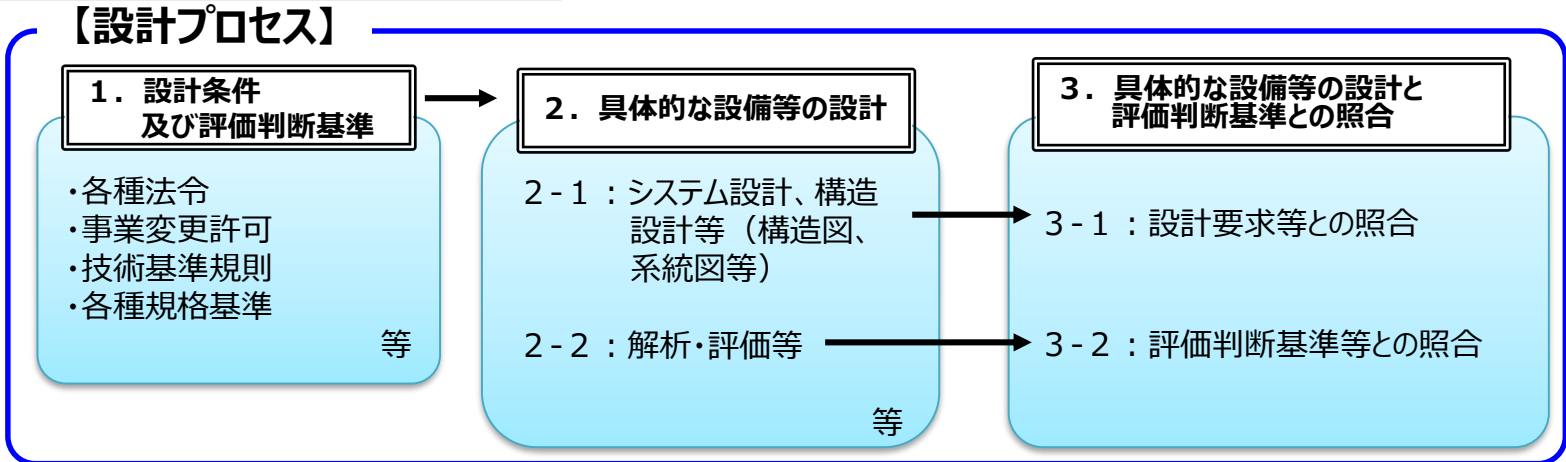 【設計プロセス】
１．設計条件
及び評価判断基準
・各種法令
・事業変更許可
・技術基準規則
・各種規格基準
等
２．具体的な設備等の設計
２-１：システム設計、構造
設計等（構造図、
系統図等）
２-２：解析・評価等
等
３．具体的な設備等の設計と
評価判断基準との照合
３-１：設計要求等との照合
３-２：評価判断基準等との照合